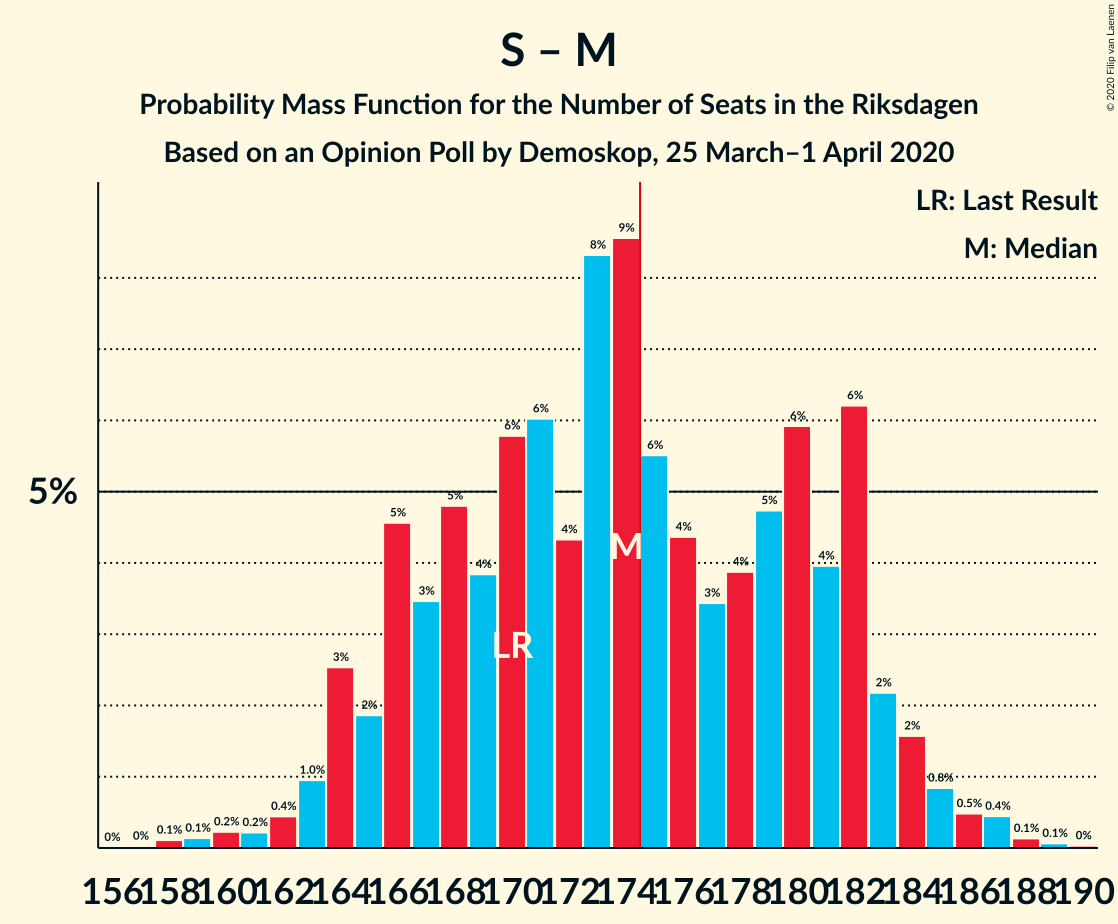 S – M
Probability Mass Function for the Number of Seats in the Riksdagen
Based on an Opinion Poll by Demoskop, 25 March–1 April 2020
© 2020 Filip van Laenen
LR: Last Result
M: Median
5%
0% 0% 0.1% 0.1% 0.2% 0.2% 0.4% 1.0% 3% 2% 5% 3% 5% 4% 6% 6% 4% 8% 9% 6% 4% 3% 4% 5% 6% 4% 6% 2% 2% 0.8% 0.5% 0.4% 0.1% 0.1% 0%
LR
M
156 158 160 162 164 166 168 170 172 174 176 178 180 182 184 186 188 190